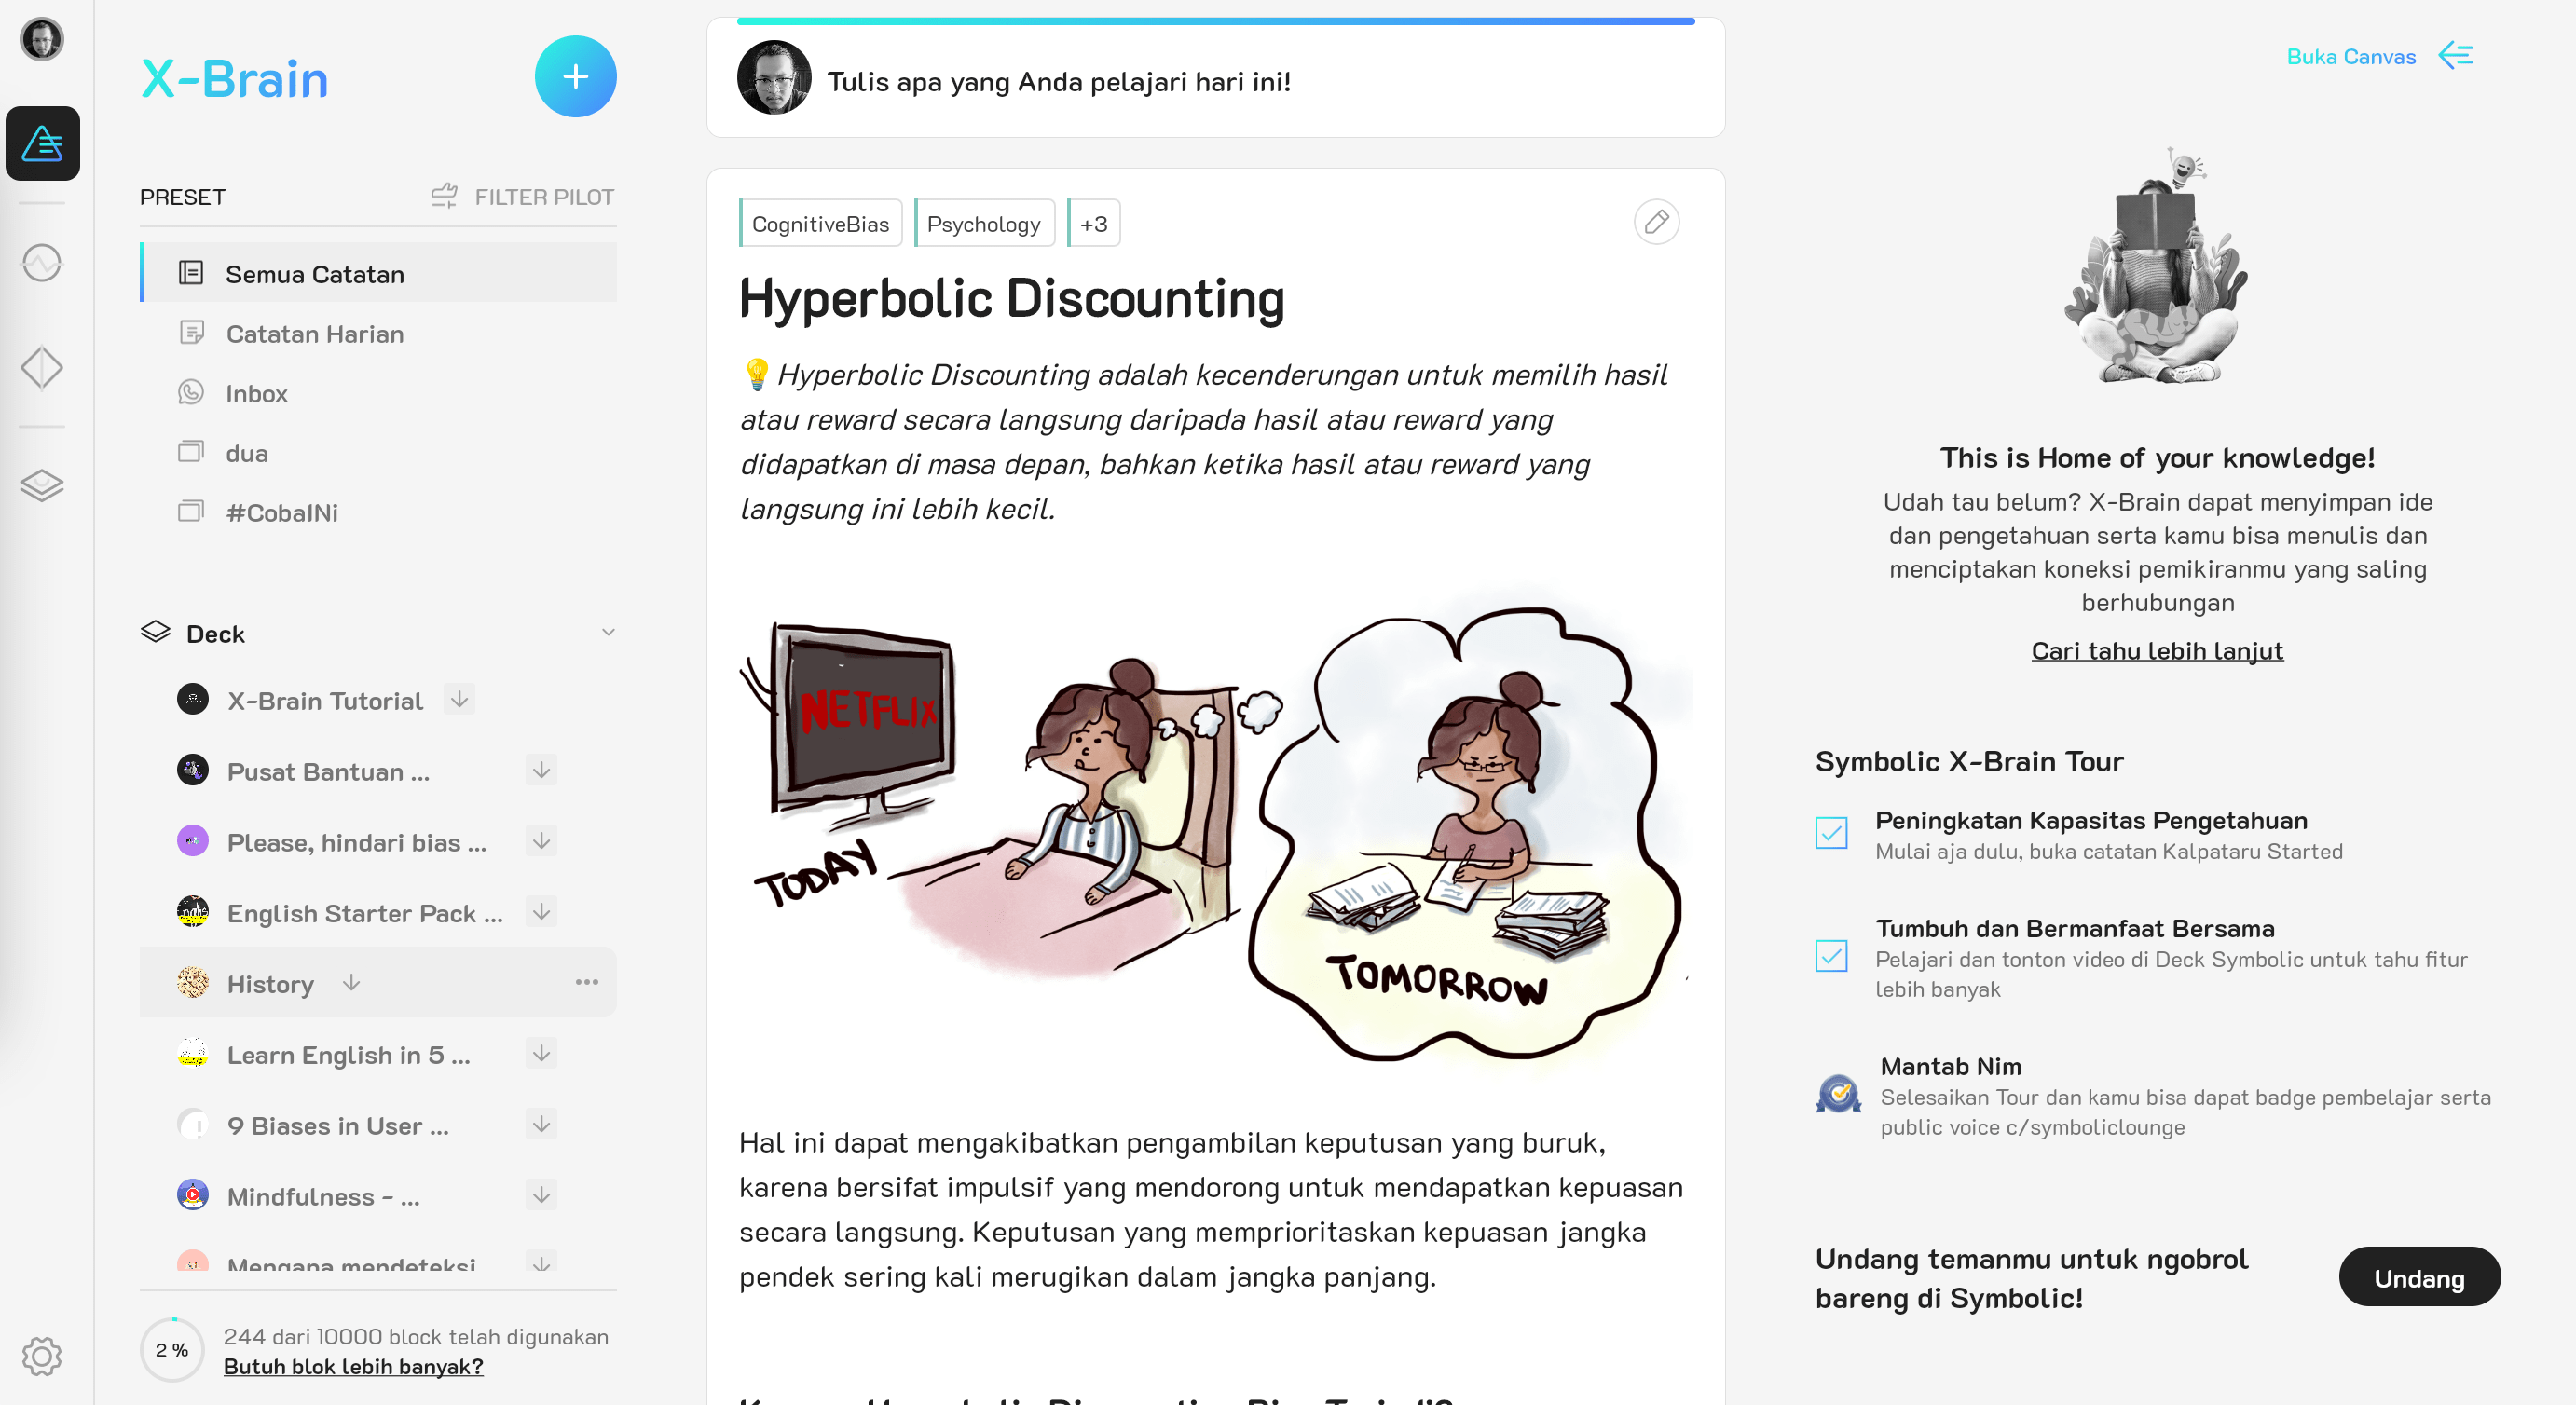 X-Brain
PRESET
FILTER PILOT
Semua Catatan
Catatan Harian
Inbox
dua
#CobaINi
Deck
X-Brain Tutorial
Pusat Bantuan ...
Please, hindari bias ...
English Starter Pack ...
History
Learn English in 5 ...
9 Biases in User ...
Mindfulness - ...
Mengapa mendeteksi
2 %
244 dari 10000 block telah digunakan
Butuh blok lebih banyak?
Tulis apa yang Anda pelajari hari ini!
CognitiveBias
Psychology
+3
Hyperbolic Discounting
💡Hyperbolic Discounting adalah kecenderungan untuk memilih hasil
atau reward secara langsung daripada hasil atau reward yang
didapatkan di masa depan, bahkan ketika hasil atau reward yang
langsung ini lebih kecil.
NETFLIX
TODAY
TOMORROW
Hal ini dapat mengakibatkan pengambilan keputusan yang buruk,
karena bersifat impulsif yang mendorong untuk mendapatkan kepuasan
secara langsung. Keputusan yang memprioritaskan kepuasan jangka
pendek sering kali merugikan dalam jangka panjang.
Hyperbolic Discounting Bias Terjadi?
Buka Canvas
This is Home of your knowledge!
Udah tau belum? X-Brain dapat menyimpan ide
dan pengetahuan serta kamu bisa menulis dan
menciptakan koneksi pemikiranmu yang saling
berhubungan
Cari tahu lebih lanjut
Symbolic X-Brain Tour
Peningkatan Kapasitas Pengetahuan
Mulai aja dulu, buka catatan Kalpataru Started
Tumbuh dan Bermanfaat Bersama
Pelajari dan tonton video di Deck Symbolic untuk tahu fitur
lebih banyak
Mantab Nim
Selesaikan Tour dan kamu bisa dapat badge pembelajar serta
public voice c/symboliclounge
Undang temanmu untuk ngobrol
bareng di Symbolic!
Undang